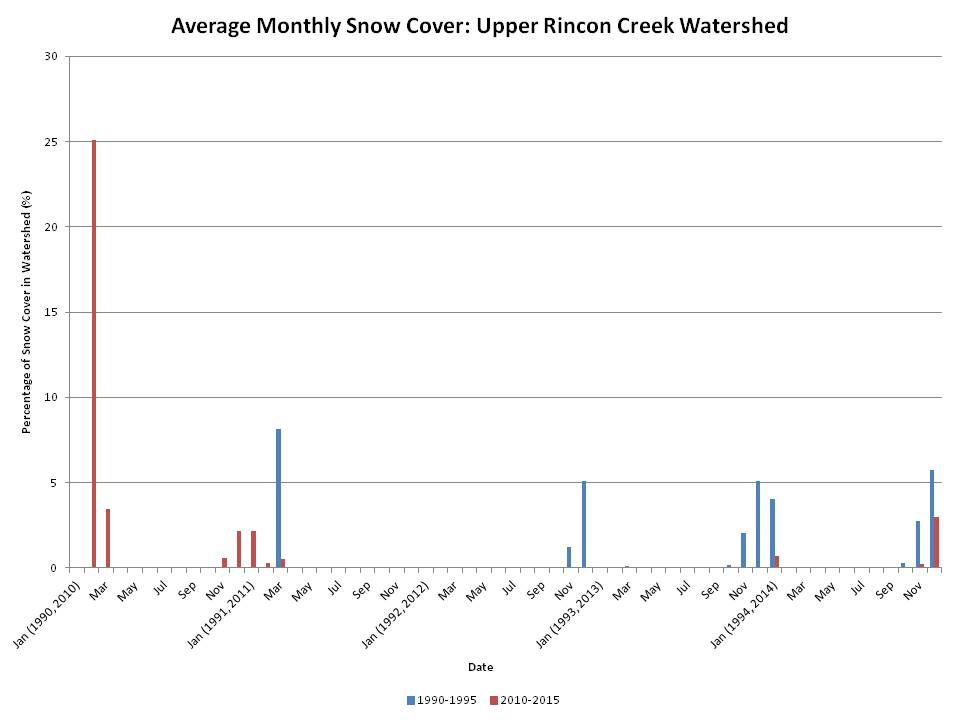 Average Monthly Snow Cover: Upper Rincon Creek Watershed
Percentage of Snow Cover in Watershed (%)
30
25
20
15
10
5
0
Jan (1990, 2010)
Mar
May
Jul
Sep
Nov
Jan (1991, 2011)
Mar
May
Jul
Sep
Nov
Jan (1992, 2012)
Mar
May
Jul
Sep
Nov
Jan (1993, 2013)
Mar
May
Jul
Sep
Nov
Jan (1994, 2014)
Mar
May
Jul
Sep
Nov
Date
1990-1995 2010-2015